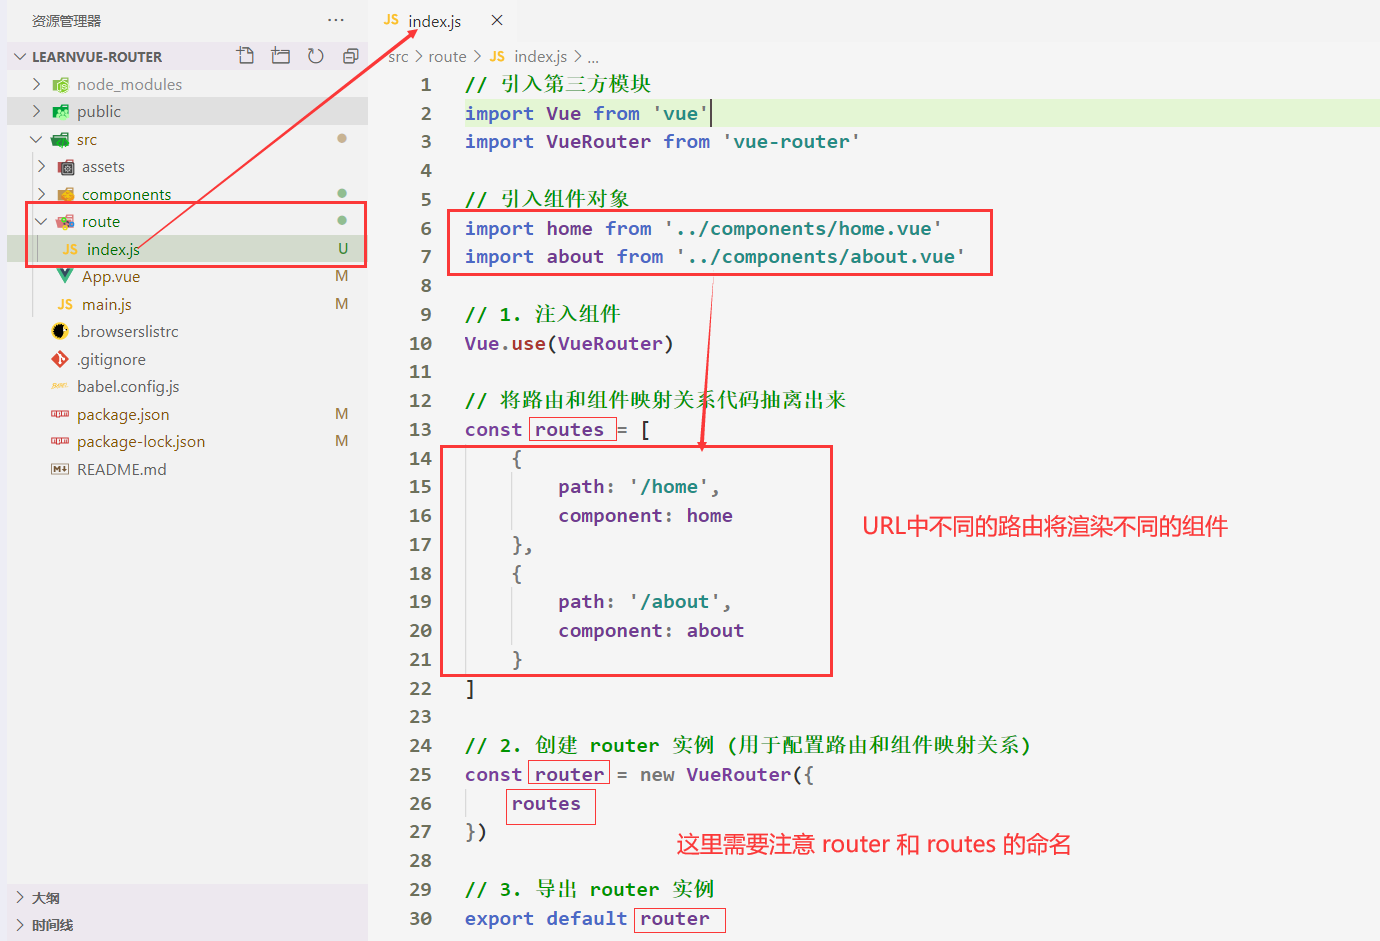 资源管理器
···
LEARNVUE-ROUTER
node_modules
public
src
assets
components
route
JS index.js U
App.vue M
JS main.js M
.browserslistrc
.gitignore
babel.config.js
package.json M
package-lock.json M
README.md
大纲
时间线
JS index.js ×
src > route > JS index.js > ...
1 // 引入第三方模块
2 import Vue from 'vue'
3 import VueRouter from 'vue-router'
4
5 // 引入组件对象
6 import home from '../components/home.vue'
7 import about from '../components/about.vue'
8
9 // 1. 注入组件
10 Vue.use(VueRouter)
11
12 // 将路由和组件映射关系代码抽离出来
13 const routes = [
14 {
15 path: '/home',
16 component: home
17 },
18 {
19 path: '/about',
20 component: about
21 }
22 ]
23
24 // 2. 创建 router 实例 (用于配置路由和组件映射关系)
25 const router = new VueRouter({
26 routes
27 })
28
29 // 3. 导出 router 实例
30 export default router
URL中不同的路由将渲染不同的组件
这里需要注意 router 和 routes 的命名